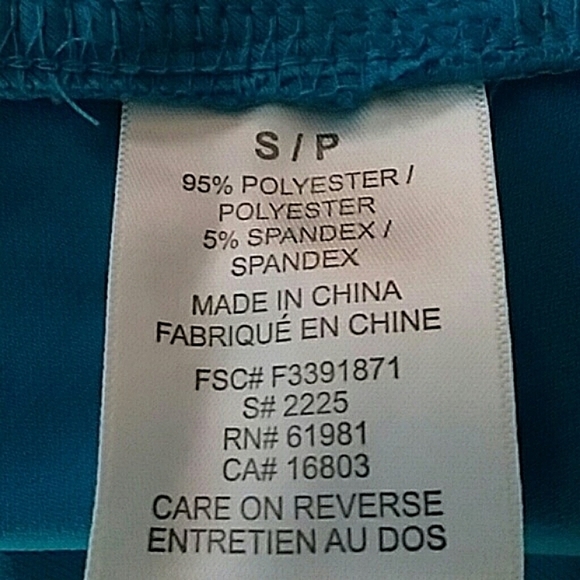 S / P
95% POLYESTER /
POLYESTER
5% SPANDEX /
SPANDEX
MADE IN CHINA
FABRIQUÉ EN CHINE
FSC# F3391871
S# 2225
RN# 61981
CA# 16803
CARE ON REVERSE
ENTRETIEN AU DOS